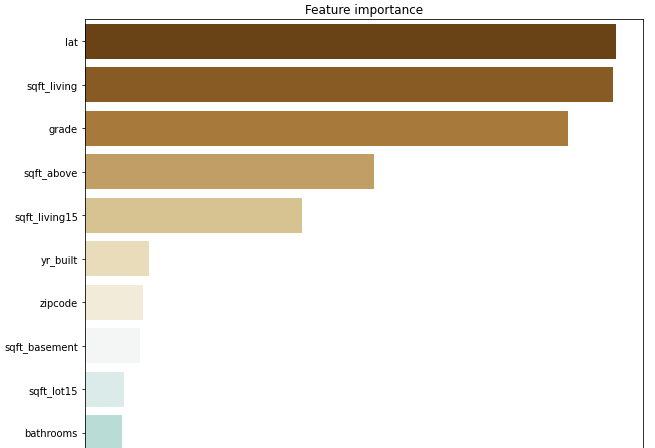 Feature importance
lat
sqft_living
grade
sqft_above
sqft_living15
yr_built
zipcode
sqft_basement
sqft_lot15
bathrooms